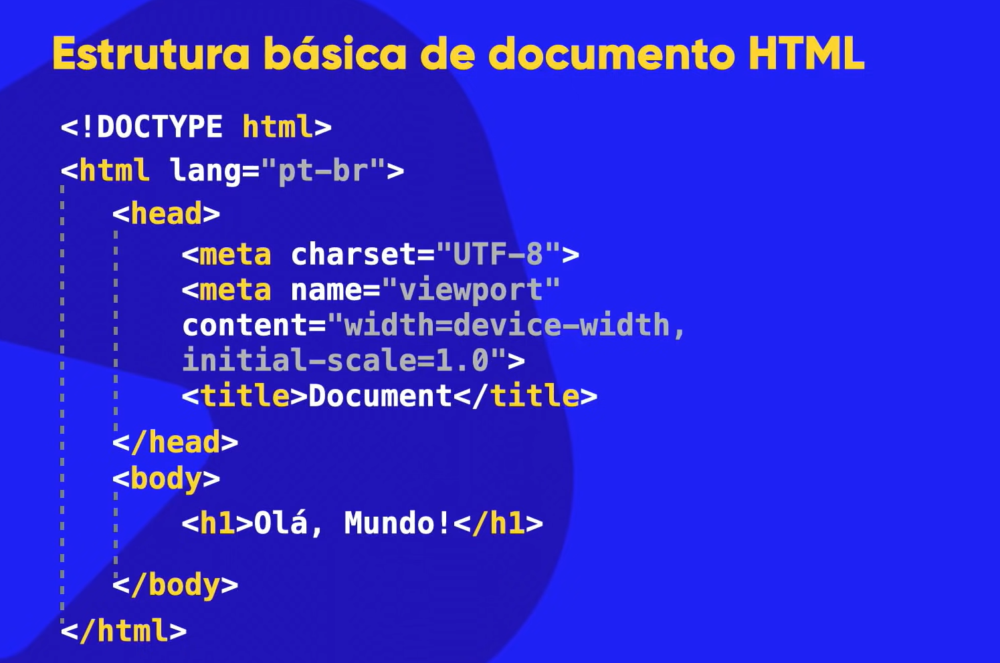 Estrutura básica de documento HTML
<!DOCTYPE html>
<html lang="pt-br">
<head>
<meta charset="UTF-8">
<meta name="viewport"
content="width=device-width,
initial-scale=1.0">
<title>Document</title>
</head>
<body>
<h1>Olá, Mundo!</h1>
</body>
</html>